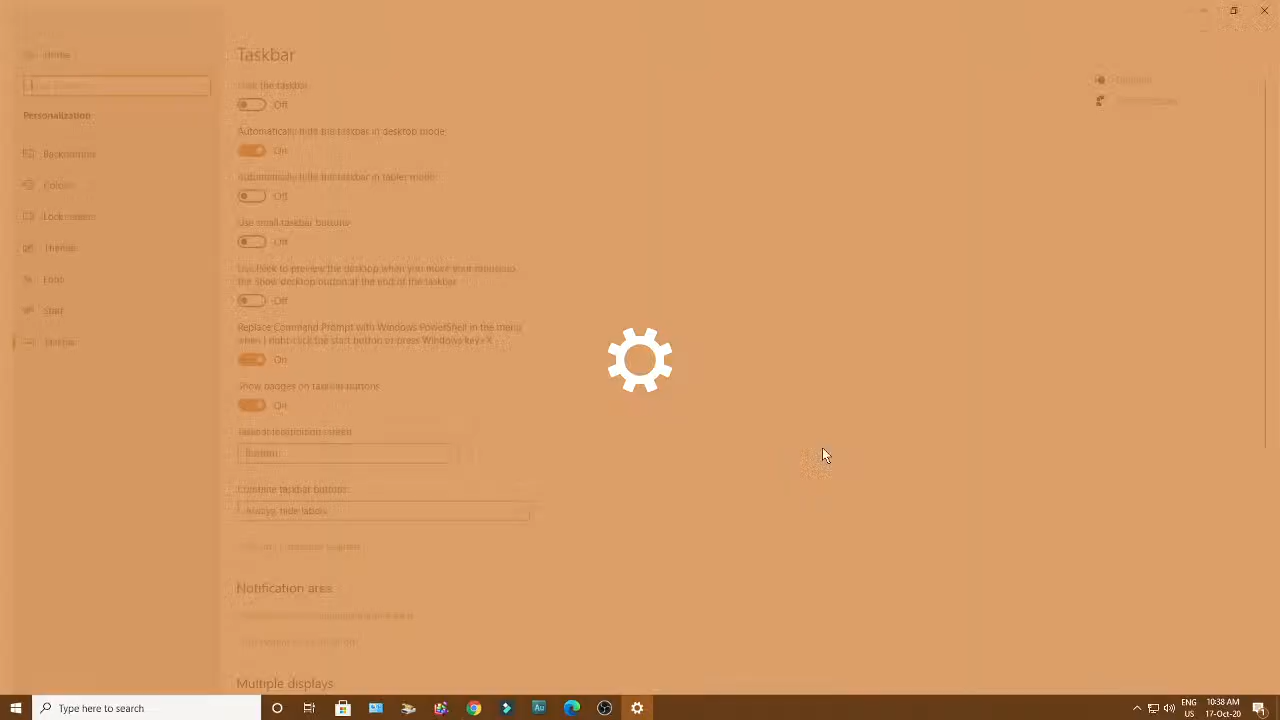 Home
Taskbar
Lock the taskbar
Off
Personalization
Automatically hide the taskbar in desktop mode
On
Background
Automatically hide the taskbar in tablet mode
Colors
Off
Lock screen
Use small taskbar buttons
Off
Themes
Use Peek to preview the desktop when you move your mouse to
the Show desktop button at the end of the taskbar
Fonts
Off
Start
Replace Command Prompt with Windows PowerShell in the menu
when I right-click the start button or press Windows key+X
Taskbar
On
Show badges on taskbar buttons
On
Bottom
Combine taskbar buttons
Always, hide labels
Notification area
Multiple displays
Type here to search
ENG
US
10:38 AM
17-Oct-20